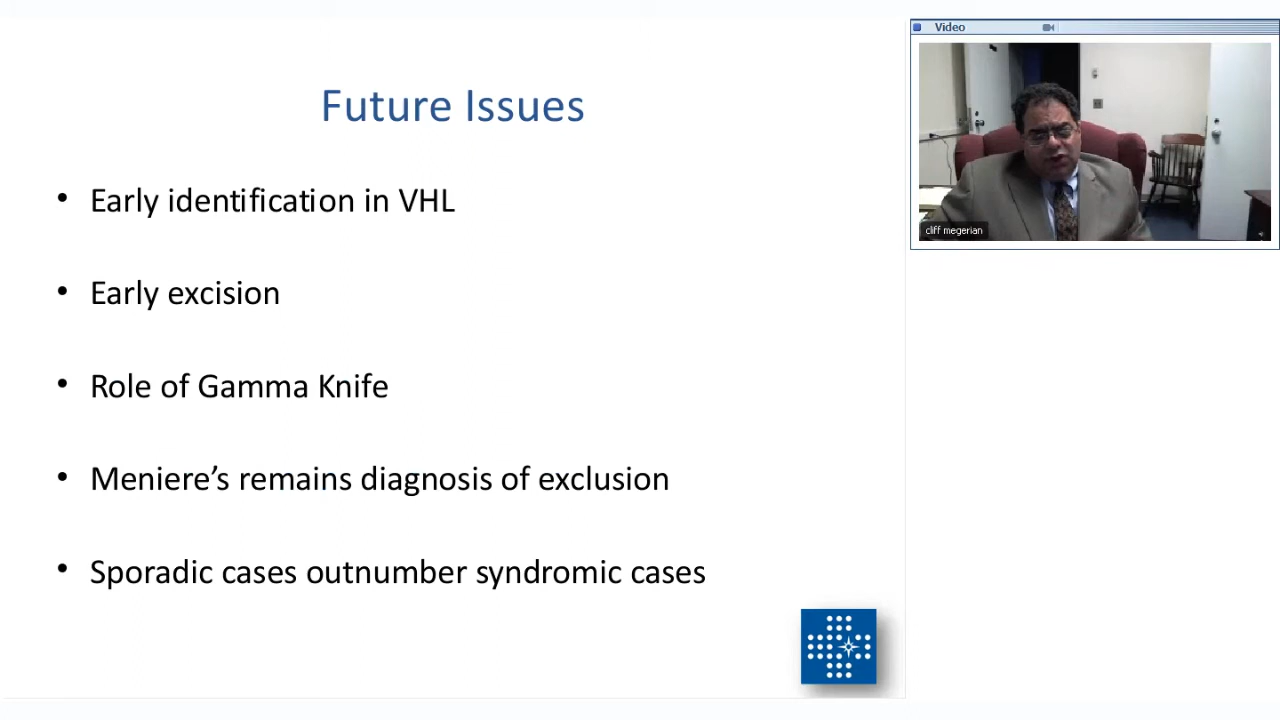 Future Issues
• Early identification in VHL
• Early excision
• Role of Gamma Knife
• Meniere’s remains diagnosis of exclusion
• Sporadic cases outnumber syndromic cases
Video
cliff megerian